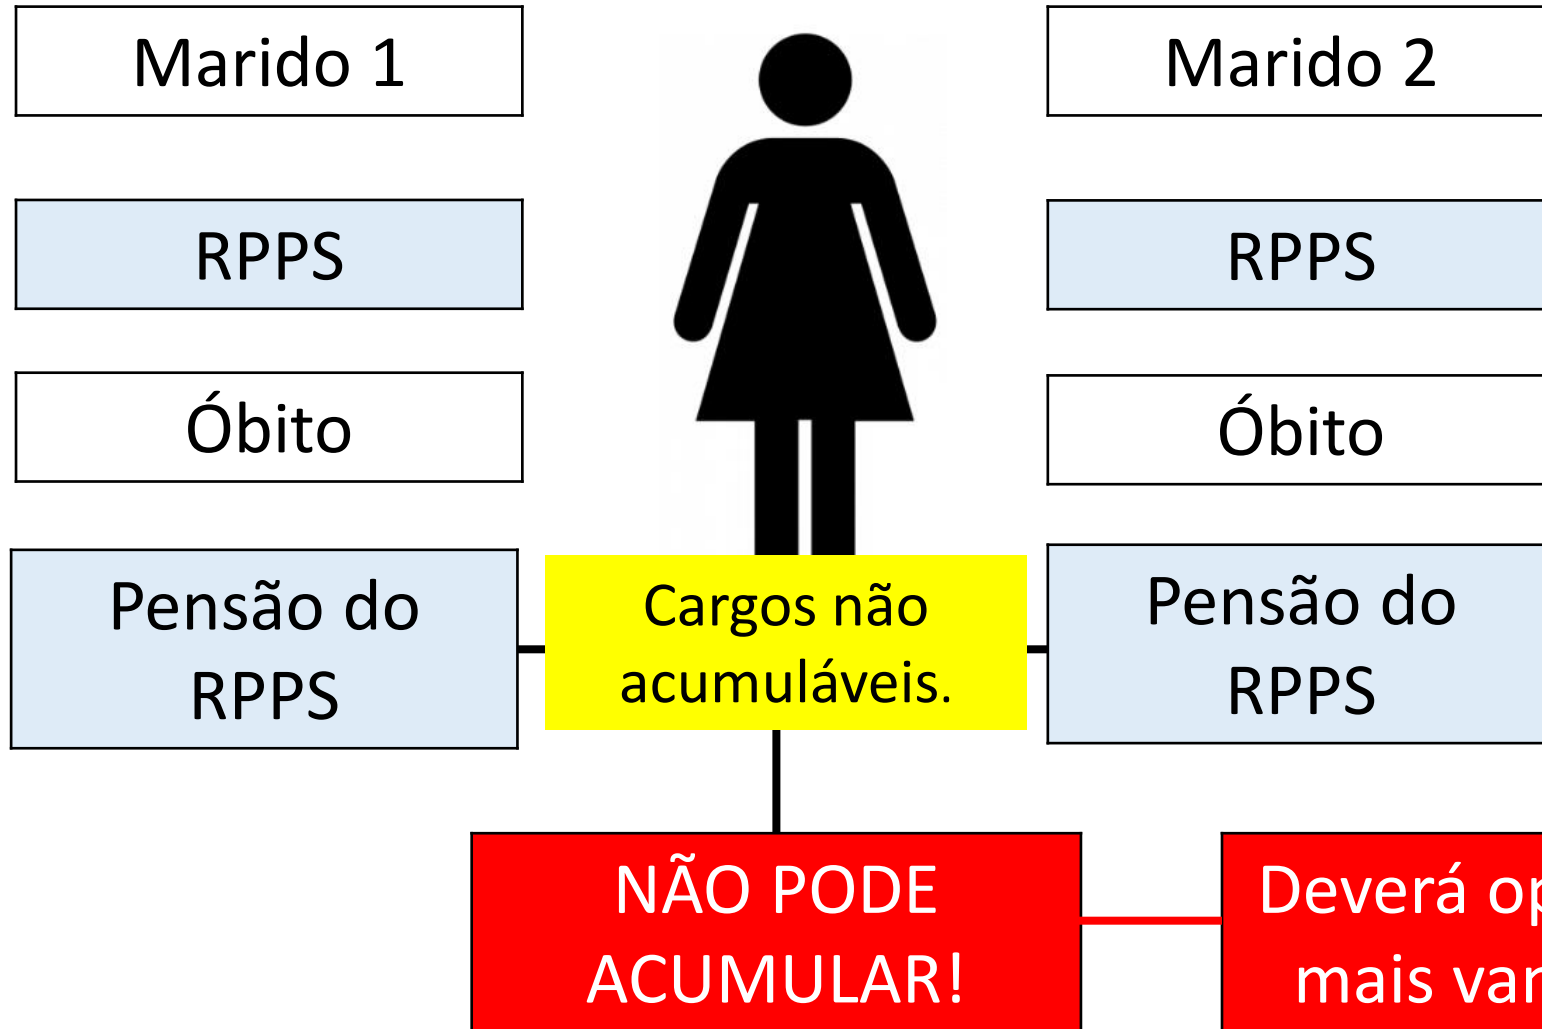 Marido 1
Marido 2
RPPS
RPPS
Óbito
Óbito
Pensão do
RPPS
Cargos não
acumuláveis.
Pensão do
RPPS
NÃO PODE
ACUMULAR!
Deverá
mais